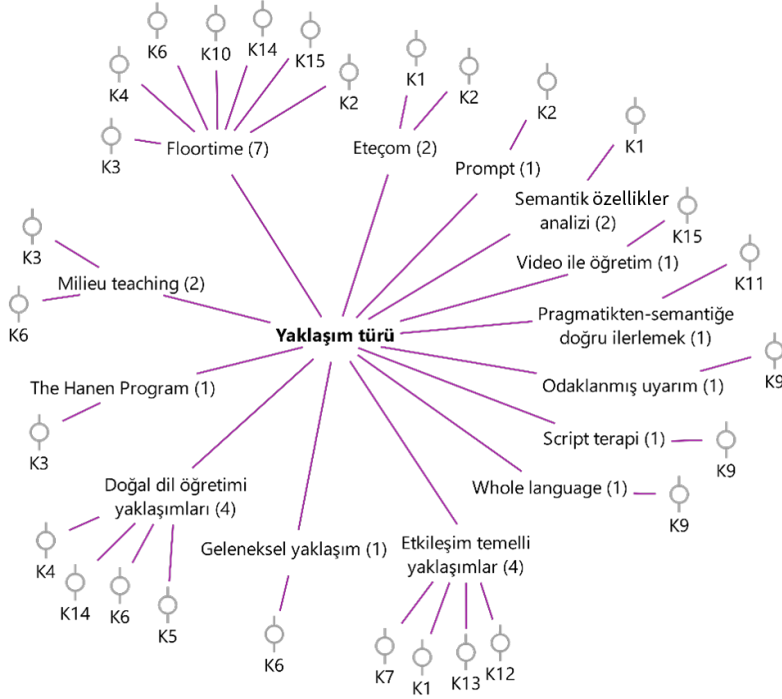 K6
K10
K14
K15
K4
K2
K3
Floortime (7)
K1
K2
Eteçom (2)
K2
Prompt (1)
K1
Semantik özellikler
analizi (2)
K15
Video ile öğretim (1)
K11
Pragmatikten-semantiğe
doğru ilerlemek (1)
K3
Milieu teaching (2)
K6
Yaklaşım türü
K9
Odaklanmış uyarım (1)
The Hanen Program (1)
K3
Script terapi (1)
K9
Whole language (1)
K9
Doğal dil öğretimi
yaklaşımları (4)
K4
K14
K6
K5
Geleneksel yaklaşım (1)
K6
Etkileşim temelli
yaklaşımlar (4)
K7
K1
K13
K12